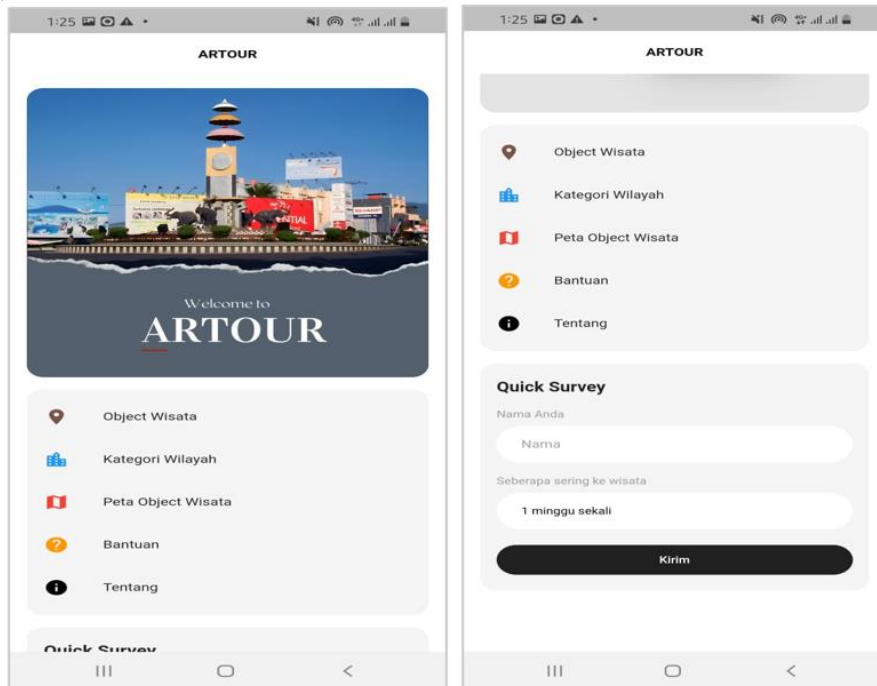 1:25
ARTOUR
Welcome to
ARTOUR
Object Wisata
Kategori Wilayah
Peta Object Wisata
Bantuan
Tentang
Quick Survey
1:25
ARTOUR
Object Wisata
Kategori Wilayah
Peta Object Wisata
Bantuan
Tentang
Quick Survey
Nama Anda
Nama
Seberapa sering ke wisata
1 minggu sekali
Kirim